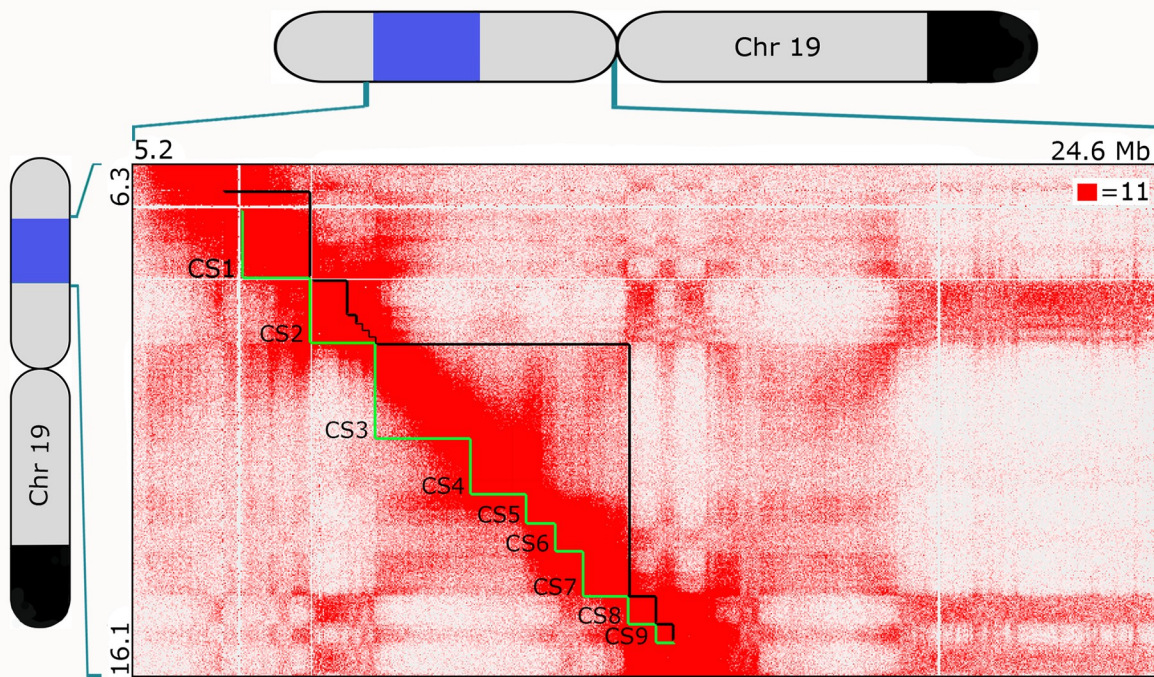 Chr 19
5.2
24.6 Mb
6.3
=11
CS1
CS2
CS3
Chr 19
CS4
CS5
CS6
CS7
CS8
CS9
16.1